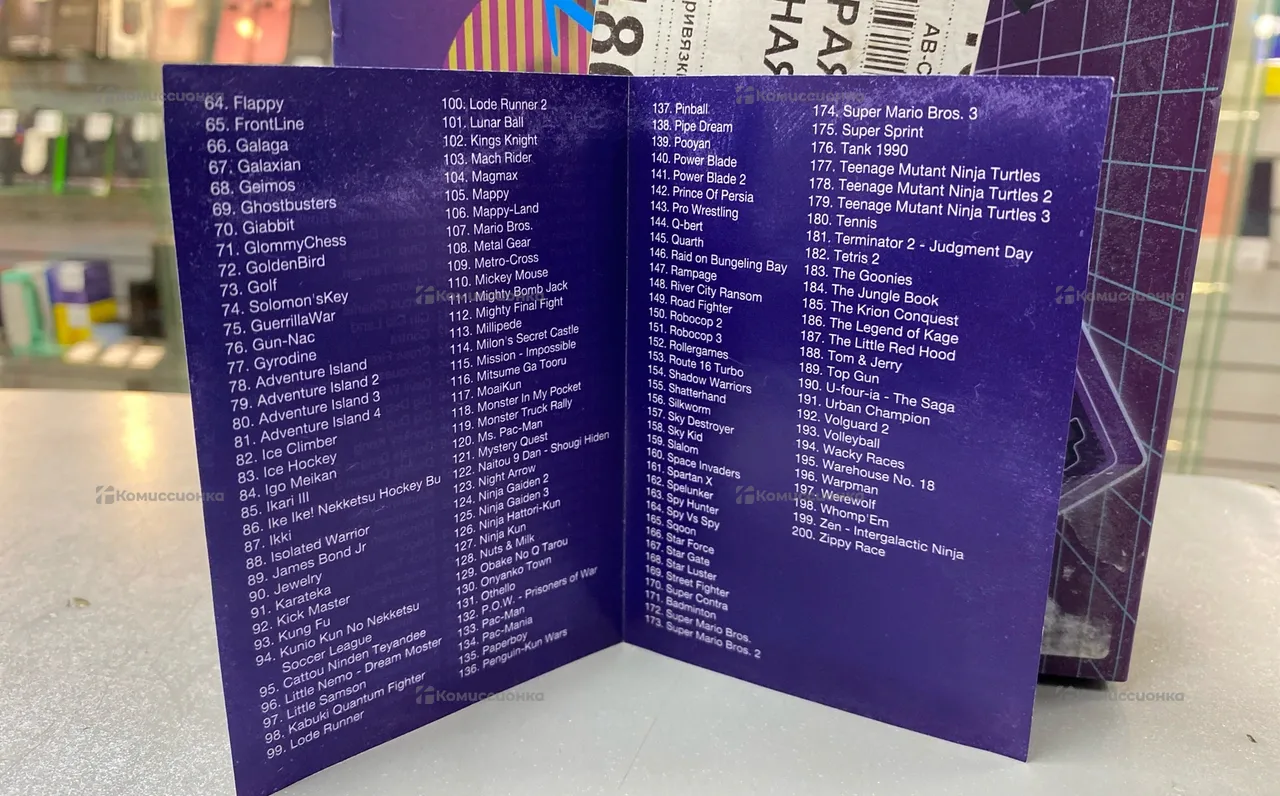 64. Flappy
65. FrontLine
66. Galaga
67. Galaxian
68. Geimos
69. Ghostbusters
70. Giabbit
71. GlommyChess
72. GoldenBird
73. Golf
74. Solomon'sKey
75. GuerrillaWar
76. Gun-Nac
77. Gyrodine
78. Adventure Island
79. Adventure Island 2
80. Adventure Island 3
81. Adventure Island 4
82. Ice Climber
83. Ice Hockey
84. Igo Meikan
85. Ikari III
86. Ike Ike! Nekketsu Hockey Bu
87. Ikki
88. Isolated Warrior
89. James Bond Jr
90. Jewelry
91. Karateka
92. Kick Master
93. Kung Fu
94. Kunio Kun No Nekketsu
Soccer League
95. Cattou Ninden Teyandee
96. Little Nemo - Dream Moster
97. Little Samson
98. Kabuki Quantum Fighter
99. Lode Runner
100. Lode Runner 2
101. Lunar Ball
102. Kings Knight
103. Mach Rider
104. Magmax
105. Mappy
106. Mappy-Land
107. Mario Bros.
108. Metal Gear
109. Metro-Cross
110. Mickey Mouse
111. Mighty Bomb Jack
112. Mighty Final Fight
113. Millipede
114. Milon's Secret Castle
115. Mission - Impossible
116. Mitsume Ga Tooru
117. MoaiKun
118. Monster In My Pocket
119. Monster Truck Rally
120. Ms. Pac-Man
121. Mystery Quest
122. Naitou 9 Dan - Shougi Hiden
123. Night Arrow
124. Ninja Gaiden 2
125. Ninja Gaiden 3
126. Ninja Hattori-Kun
127. Ninja Kun
128. Nuts & Milk
129. Obake No Q Tarou
130. Onyanko Town
131. Othello
132. P.O.W. - Prisoners of War
133. Pac-Man
134. Pac-Mania
135. Paperboy
136. Penguin-Kun Wars
137. Pinball
138. Pipe Dream
139. Pooyan
140. Power Blade
141. Power Blade 2
142. Prince Of Persia
143. Pro Wrestling
144. Q-bert
145. Quarth
146. Raid on Bungeling Bay
147. Rampage
148. River City Ransom
149. Road Fighter
150. Robocop 2
151. Robocop 3
152. Rollergames
153. Route 16 Turbo
154. Shadow Warriors
155. Shatterhand
156. Silkworm
157. Sky Destroyer
158. Sky Kid
159. Slalom
160. Space Invaders
161. Spartan X
162. Spelunker
163. Spy Hunter
164. Spy Vs Spy
165. Sqoon
166. Star Force
167. Star Gate
168. Star Luster
169. Street Fighter
170. Super Contra
171. Badminton
172. Super Mario Bros.
173. Super Mario Bros. 2
174. Super Mario Bros. 3
175. Super Sprint
176. Tank 1990
177. Teenage Mutant Ninja Turtles
178. Teenage Mutant Ninja Turtles 2
179. Teenage Mutant Ninja Turtles 3
180. Tennis
181. Terminator 2 - Judgment Day
182. Tetris 2
183. The Goonies
184. The Jungle Book
185. The Krion Conquest
186. The Legend of Kage
187. The Little Red Hood
188. Tom & Jerry
189. Top Gun
190. U-four-ia - The Saga
191. Urban Champion
192. Volguard 2
193. Volleyball
194. Wacky Races
195. Warehouse No. 18
196. Warpman
197. Werewolf
198. Whomp'Em
199. Zen - Intergalactic Ninja
200. Zippy Race
Комиссионка
Комиссионка
Комиссионка
Комиссионка
Комиссионка
Комиссионка
Комиссионка
Комиссионка